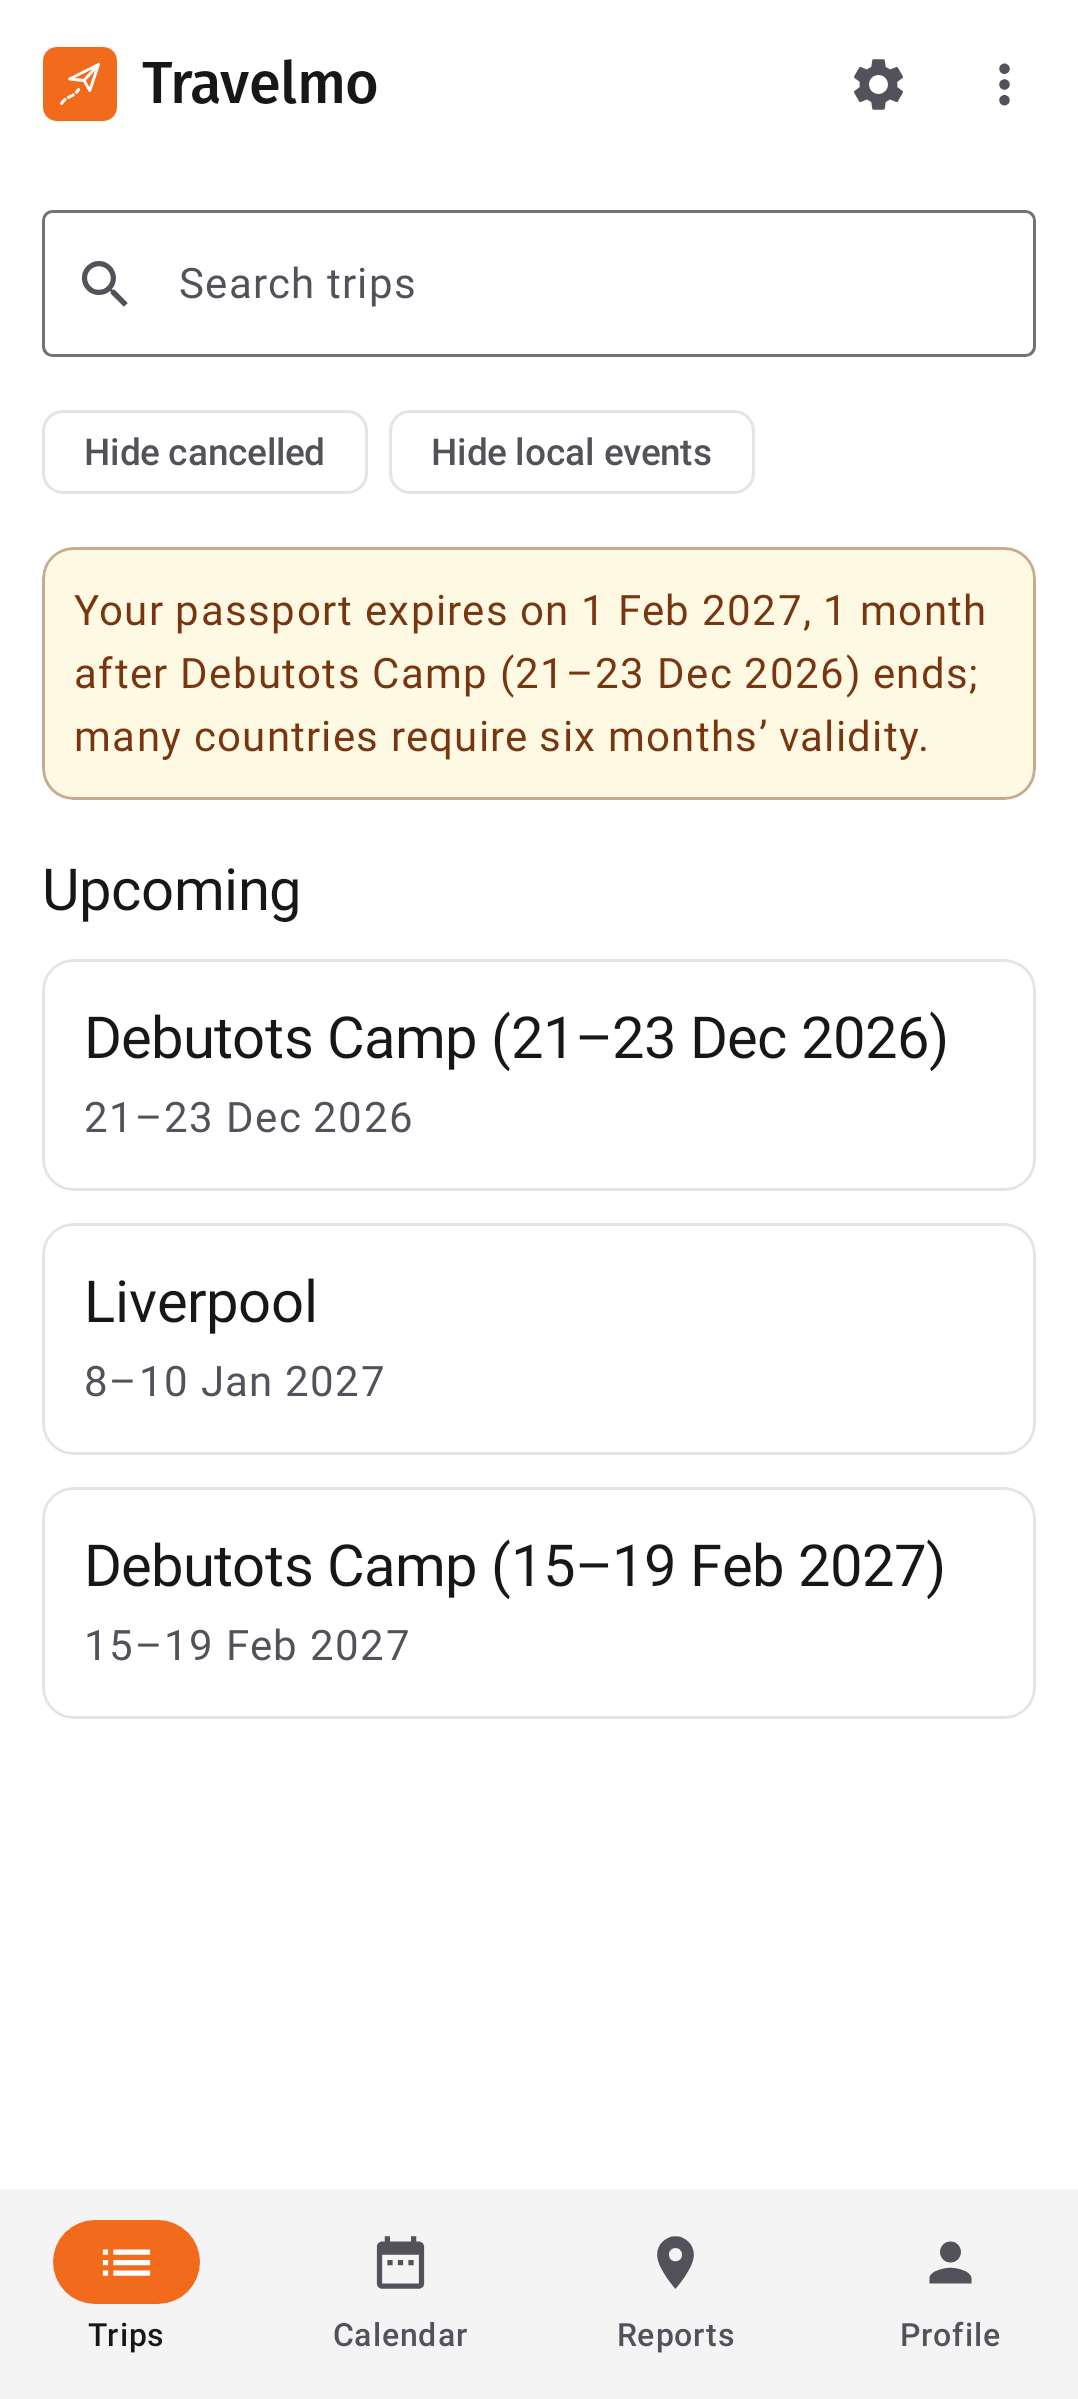 Travelmo
Search trips
Hide cancelled
Hide local events
Your passport expires on 1 Feb 2027, 1 month
after Debutots Camp (21–23 Dec 2026) ends;
many countries require six months’ validity.
Upcoming
Debutots Camp (21–23 Dec 2026)
21–23 Dec 2026
Liverpool
8–10 Jan 2027
Debutots Camp (15–19 Feb 2027)
15–19 Feb 2027
Trips
Calendar
Reports
Profile